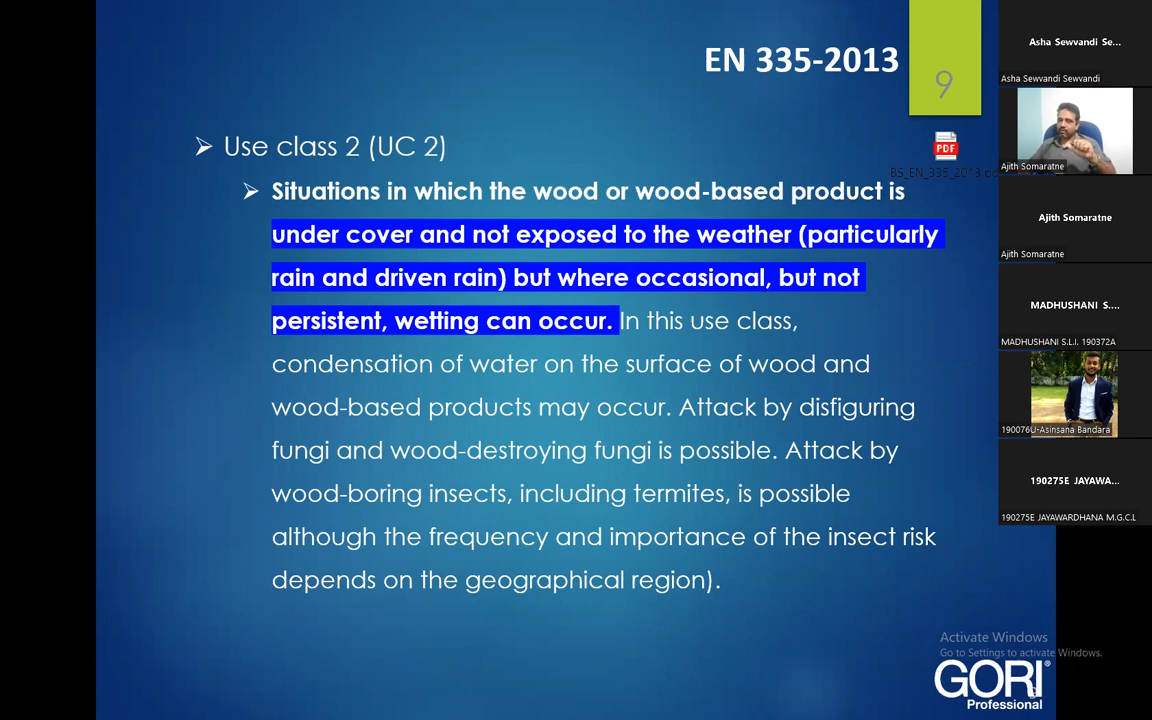 EN 335-2013
9
PDF
BS_EN_335_2013.pd
Use class 2 (UC 2)
Situations in which the wood or wood-based product is
under cover and not exposed to the weather (particularly
rain and driven rain) but where occasional, but not
persistent, wetting can occur. In this use class,
condensation of water on the surface of wood and
wood-based products may occur. Attack by disfiguring
fungi and wood-destroying fungi is possible. Attack by
wood-boring insects, including termites, is possible
although the frequency and importance of the insect risk
depends on the geographical region).
Activate Windows
Go to Settings to activate Windows.
GORI®
Professional
Asha Sewvandi Se...
Asha Sewvandi Sewvandi
Ajith Somaratne
Ajith Somaratne
Ajith Somaratne
MADHUSHANI S....
MADHUSHANI S.L.I. 190372A
190076U-Asinsana Bandara
190275E JAYAWA...
190275E JAYAWARDHANA M.G.C.L